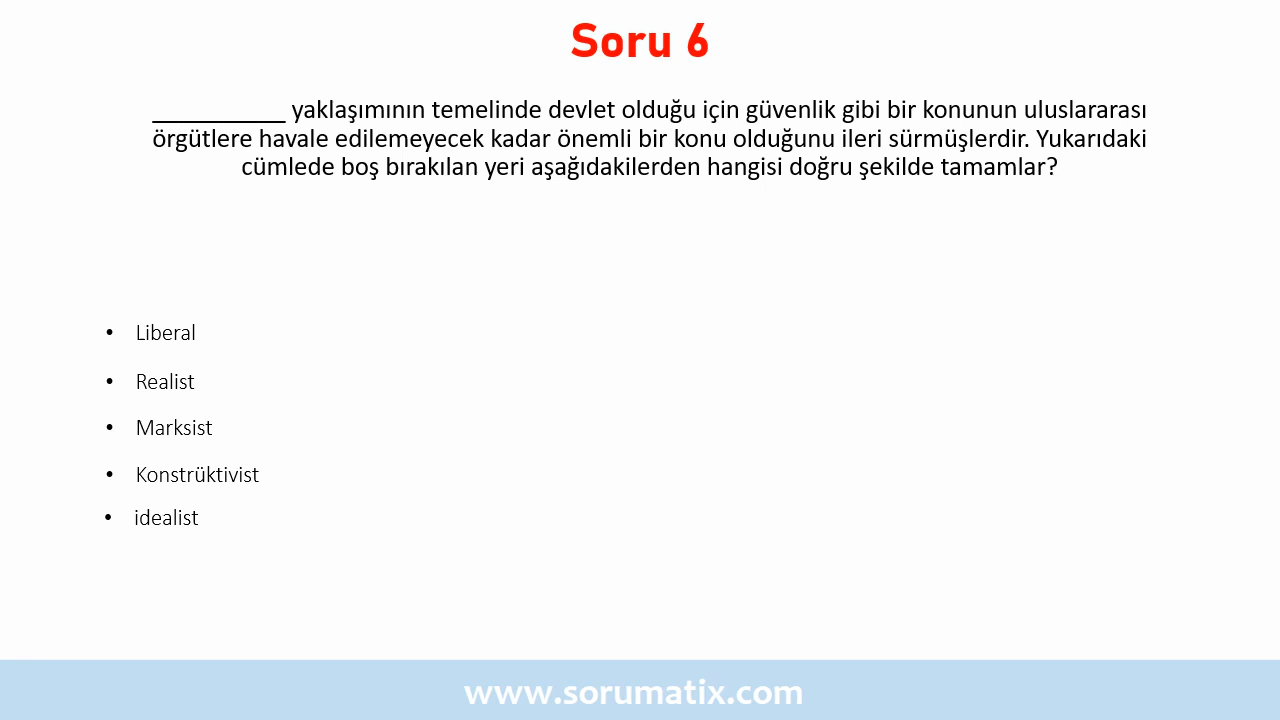 Soru 6
__________ yaklaşımının temelinde devlet olduğu için güvenlik gibi bir konunun uluslararası
örgütlere havale edilemeyecek kadar önemli bir konu olduğunu ileri sürmüşlerdir. Yukarıdaki
cümlede boş bırakılan yeri aşağıdakilerden hangisi doğru şekilde tamamlar?
• Liberal
• Realist
• Marksist
• Konstrüktivist
• idealist
www.sorumatix.com